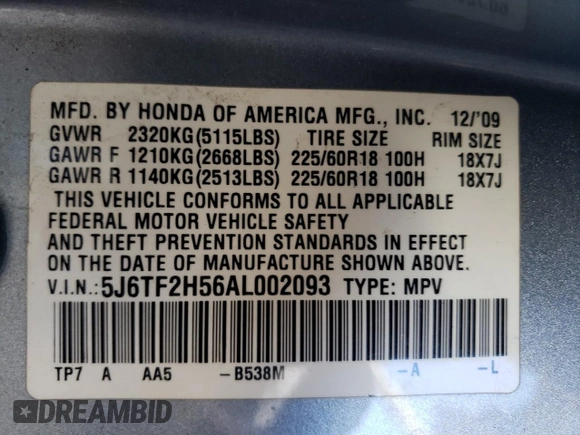 MFD. BY HONDA OF AMERICA MFG., INC. 12/'09
GVWR 2320KG(5115LBS) TIRE SIZE RIM SIZE
GAWR F 1210KG(2668LBS) 225/60R18 100H 18X7J
GAWR R 1140KG(2513LBS) 225/60R18 100H 18X7J
THIS VEHICLE CONFORMS TO ALL APPLICABLE
FEDERAL MOTOR VEHICLE SAFETY
AND THEFT PREVENTION STANDARDS IN EFFECT
ON THE DATE OF MANUFACTURE SHOWN ABOVE.
V.I.N.:5J6TF2H56AL002093 TYPE: MPV
TP7 A AA5 -B538M -A -L
DREAMBID